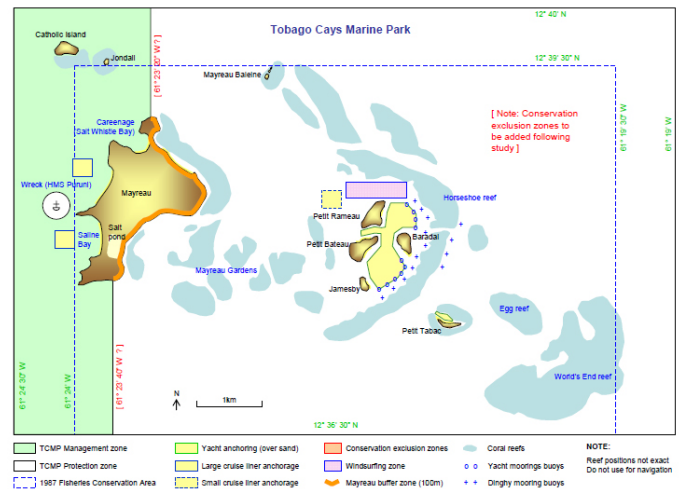 12° 40' N
Tobago Cays Marine Park
Catholic Island
Jondall
[ 61° 23' 20" W ? ]
Mayreau Baleine
12° 39' 30" N
Careenage
(Salt Whistle Bay)
[ Note: Conservation
exclusion zones to
be added following
study ]
61° 19' 30" W
61° 19' W
Wreck (HMS Puruni)
Mayreau
Horseshoe reef
Petit Rameau
Salt
pond
Saline
Bay
Petit Bateau
Baradal
Mayreau Gardens
Jamesby
Egg reef
Petit Tabac
World's End reef
61° 24' 30" W
61° 24' W
[ 61° 23' 40" W ? ]
N
1km
12° 36' 30" N
TCMP Management zone
Yacht anchoring (over sand)
Conservation exclusion zones
Coral reefs
NOTE:
TCMP Protection zone
Large cruise liner anchorage
Windsurfing zone
Yacht moorings buoys
Reef positions not exact
Do not use for navigation
1987 Fisheries Conservation Area
Small cruise liner anchorage
Mayreau buffer zone (100m)
Dinghy mooring buoys